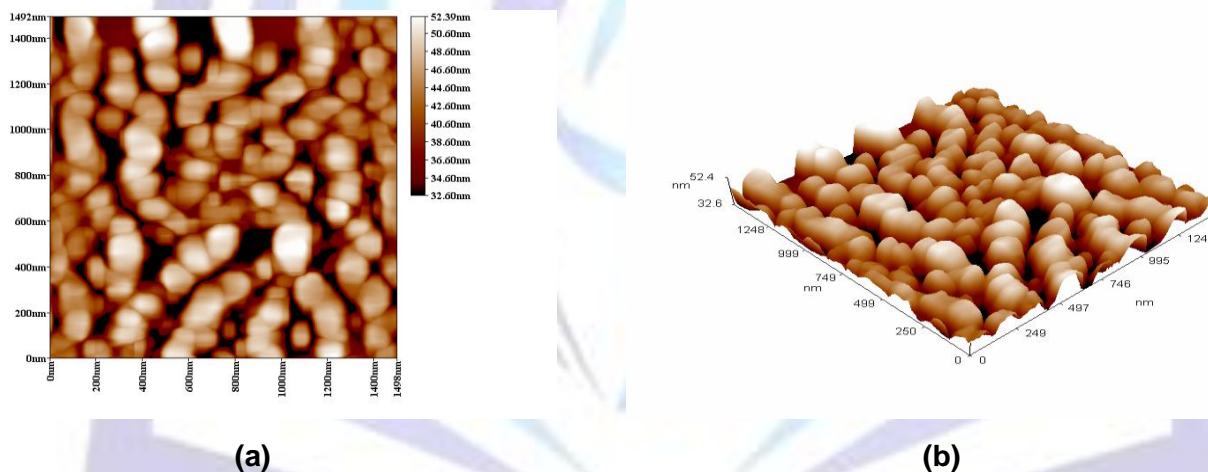 1492nm
1400nm
1200nm
1000nm
800nm
600nm
400nm
200nm
0nm
0nm
200nm
400nm
600nm
800nm
1000nm
1200nm
1400nm
1498nm
52.39nm
50.60nm
48.60nm
46.60nm
44.60nm
42.60nm
40.60nm
38.60nm
36.60nm
34.60nm
32.60nm
(a)
52.4
nm
32.6
1248
999
749
nm
499
250
0
0
249
497
746
nm
995
124
(b)